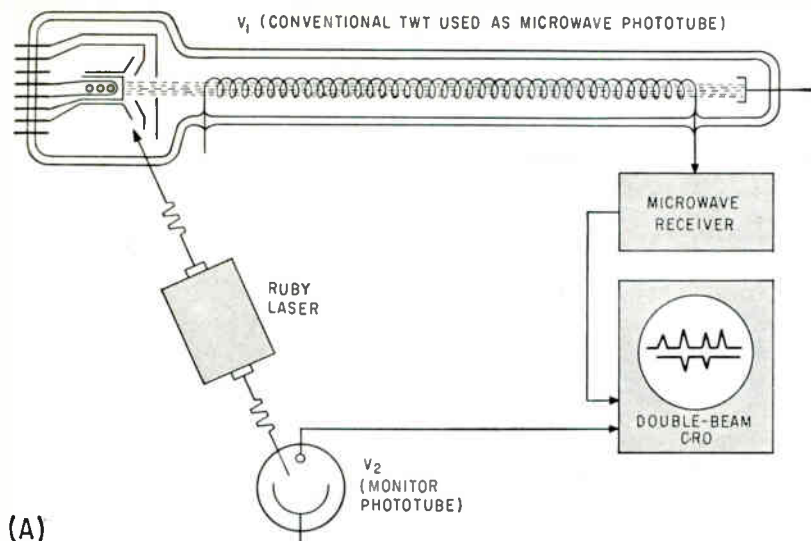 V₁ (CONVENTIONAL TWT USED AS MICROWAVE PHOTOTUBE)
MICROWAVE
RECEIVER
RUBY
LASER
DOUBLE-BEAM
CRO
V₂
(MONITOR
PHOTOTUBE)
(A)